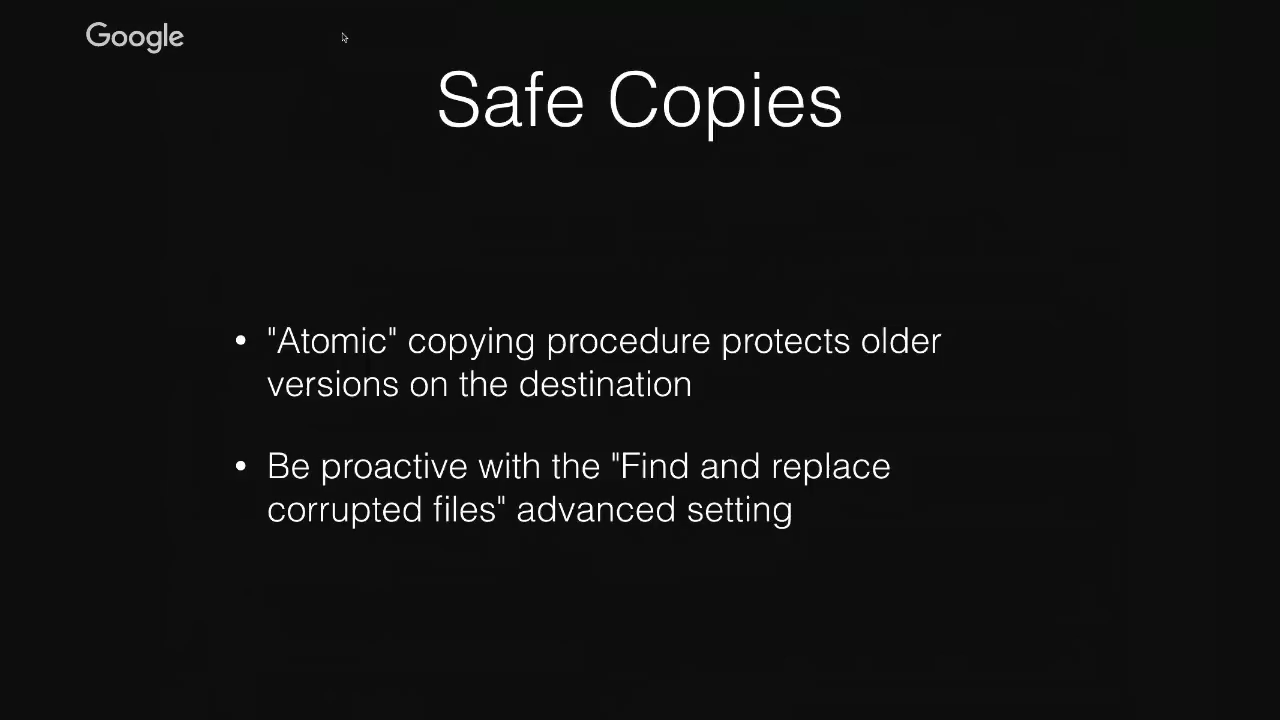 Google
Safe Copies
• "Atomic" copying procedure protects older
versions on the destination
• Be proactive with the "Find and replace
corrupted files" advanced setting